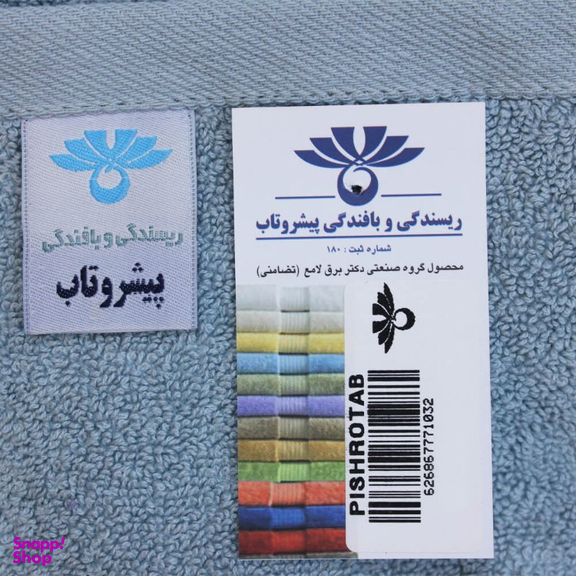 ریسندگی و بافندگی
پیشروتاب
ریسندگی و بافندگی پیشروتاب
شماره ثبت : ۱۸۰
محصول گروه صنعتی دکتر برق لامع (تضامنی)
PISHROTAB
626867771032
Snapp!
Shop